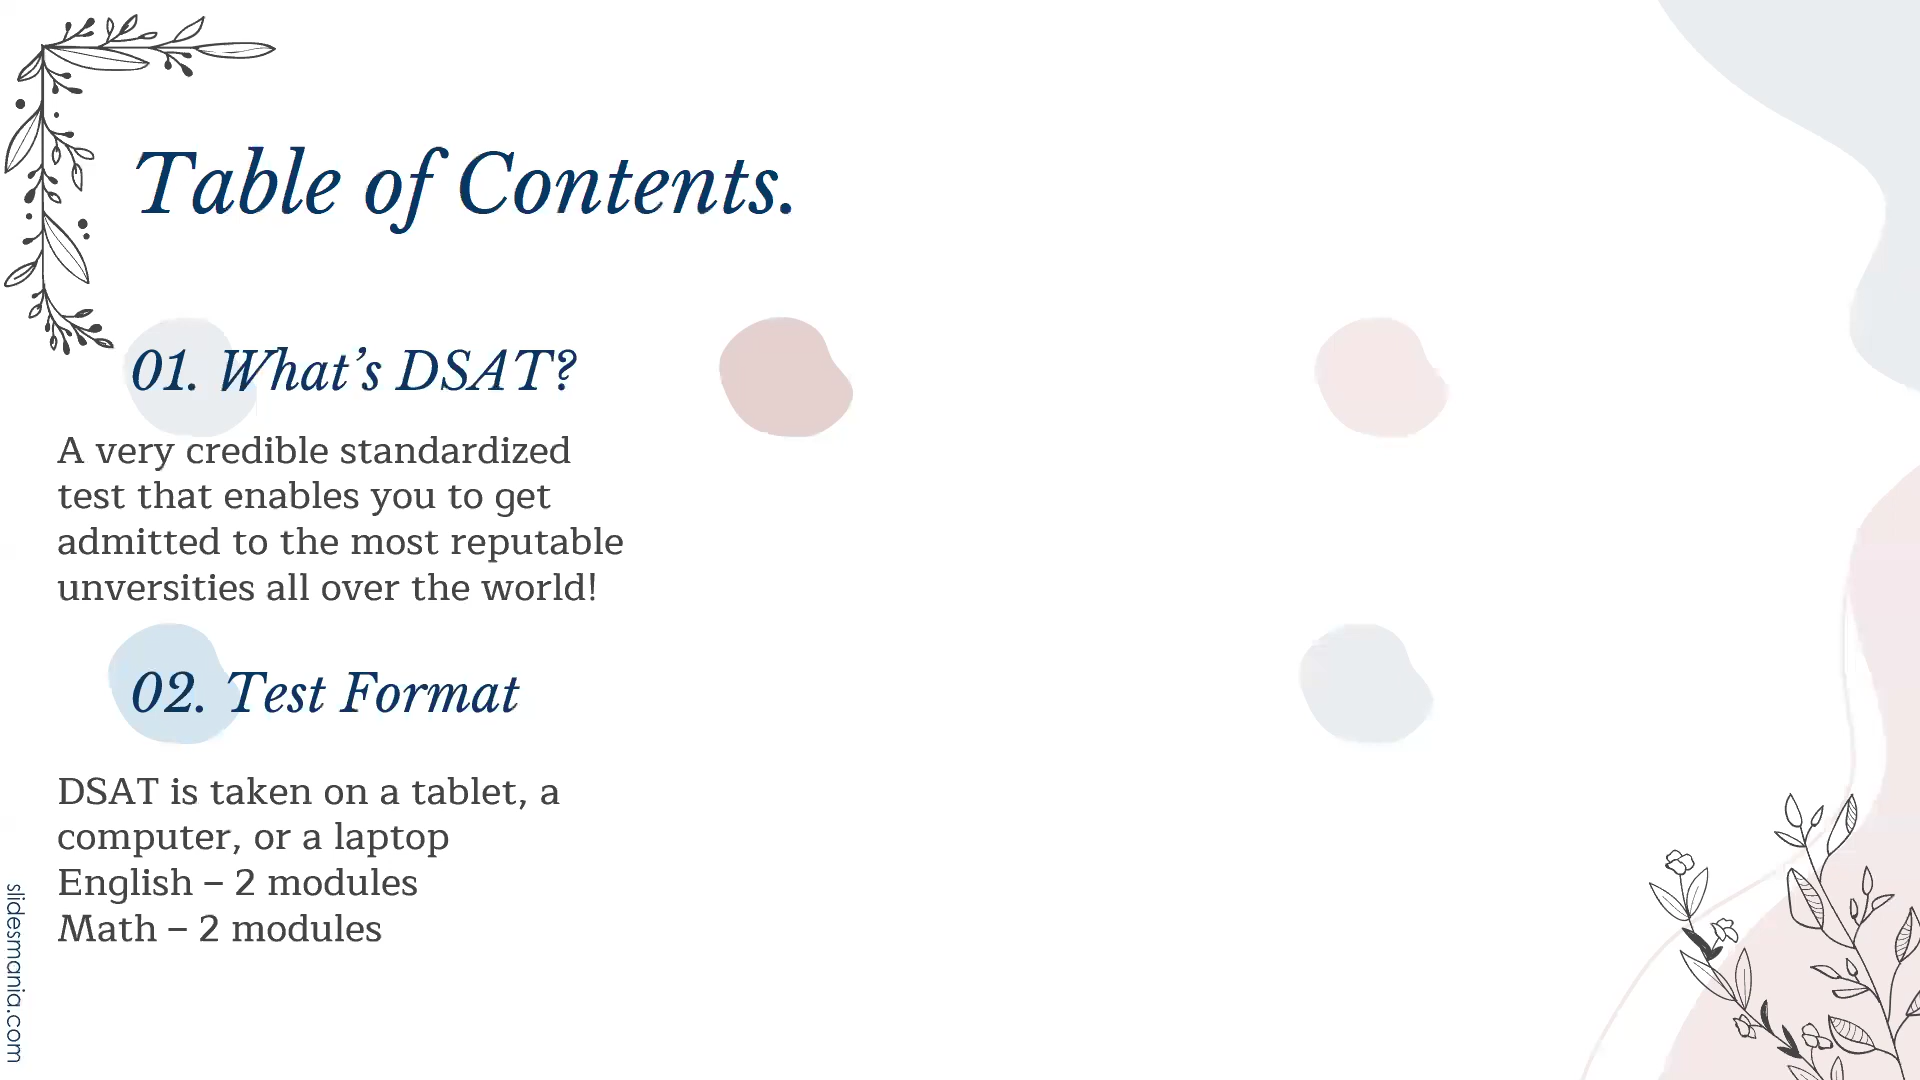 Table of Contents.
01. What’s DSAT?
A very credible standardized
test that enables you to get
admitted to the most reputable
unversities all over the world!
02. Test Format
DSAT is taken on a tablet, a
computer, or a laptop
English – 2 modules
Math – 2 modules
slidesmania.com